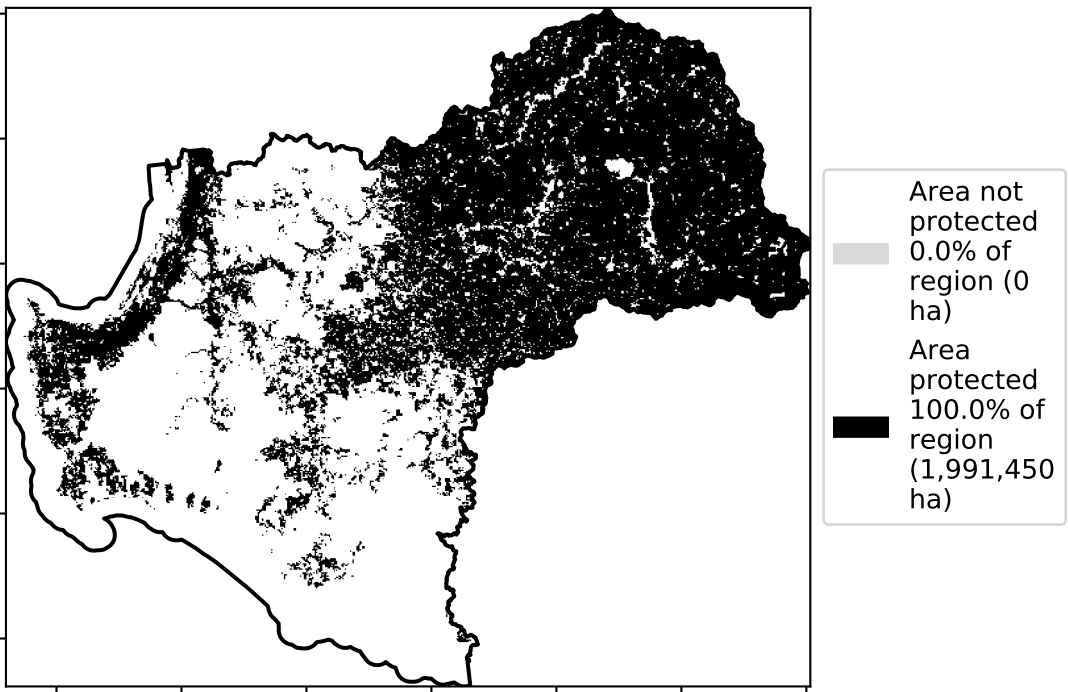 Area not
protected
0.0% of
region (0
ha)
Area
protected
100.0% of
region
(1,991,450
ha)